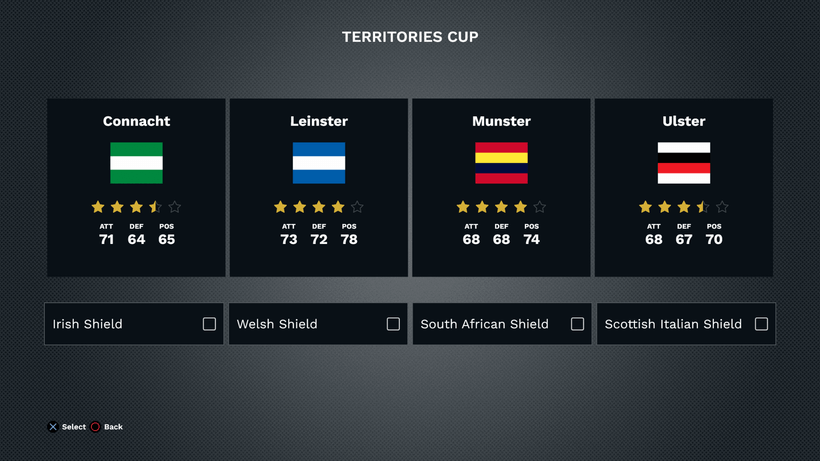 TERRITORIES CUP
Connacht
Leinster
Munster
Ulster
ATT DEF POS
71 64 65
ATT DEF POS
73 72 78
ATT DEF POS
68 68 74
ATT DEF POS
68 67 70
Irish Shield
Welsh Shield
South African Shield
Scottish Italian Shield
Select
Back